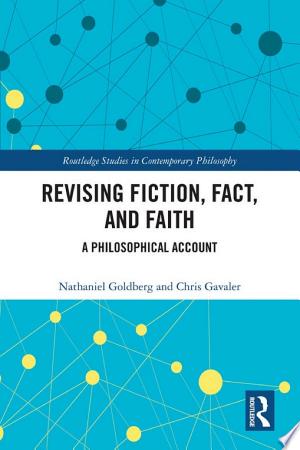 Routledge Studies in Contemporary Philosophy
REVISING FICTION, FACT,
AND FAITH
A PHILOSOPHICAL ACCOUNT
Nathaniel Goldberg and Chris Gavaler
R
ROUTLEDGE